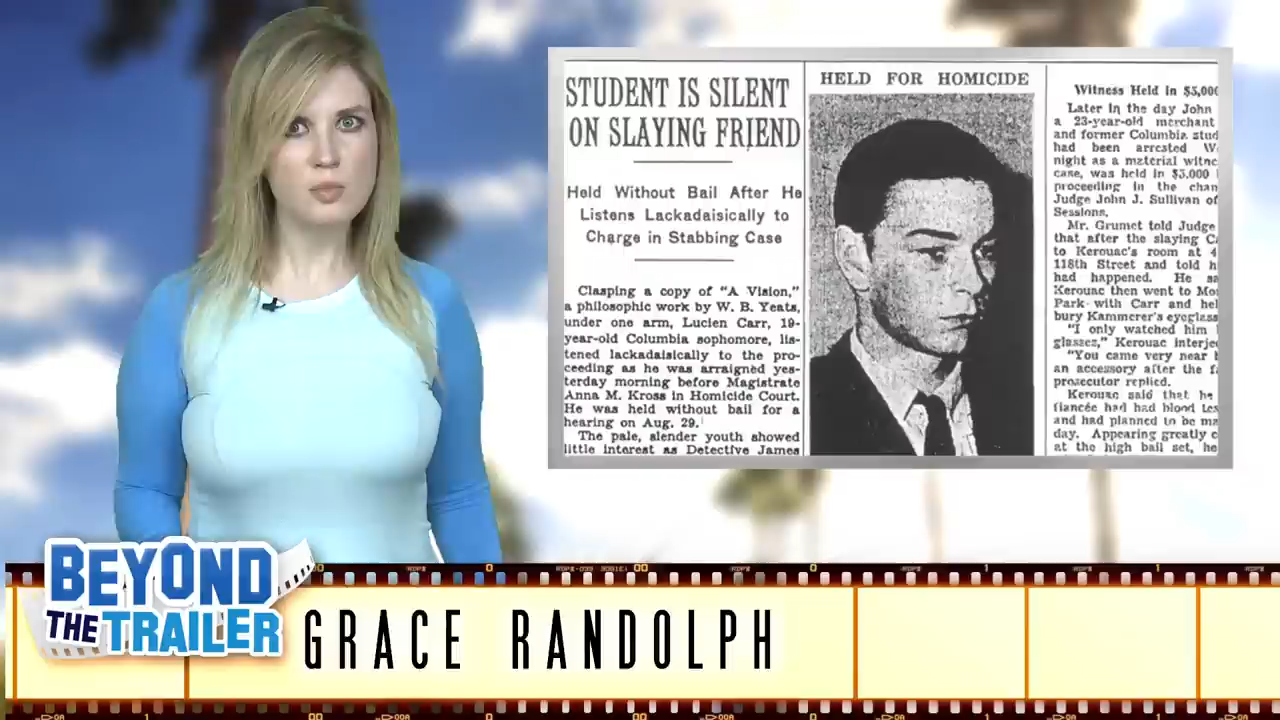 STUDENT IS SILENT
ON SLAYING FRIEND
Held Without Bail After He
Listens Lackadaisically to
Charge in Stabbing Case
Clasping a copy of "A Vision,"
a philosophic work by W. B. Yeats,
under one arm, Lucien Carr, 19-
year-old Columbia sophomore, lis-
tened lackadaisically to the pro-
ceeding as he was arraigned yes-
terday morning before Magistrate
Anna M. Kross in Homicide Court.
He was held without bail for a
hearing on Aug. 29.
The pale, slender youth showed
little interest as Detective James
HELD FOR HOMICIDE
Witness Held in $5,000
Later in the day John
a 23-year-old merchant
and former Columbia stud
had been arrested W
night as a material witne
case, was held in $5,000
proceeding in the cham
Judge John J. Sullivan of
Sessions.
Mr. Grumet told Judge
that after the slaying C
to Kerouac's room at 4
118th Street and told h
had happened. He sa
Kerouac then went to Mo
Park with Carr and hel
bury Kammerer's eyeglass
"I only watched him
glasses," Kerouac interje
"You came very near
an accessory after the fa
prosecutor replied.
Kerouac said that he
fiancée had had blood tes
and had planned to be ma
day. Appearing greatly c
at the high bail set, he
BEYOND
THE TRAILER
GRACE RANDOLPH